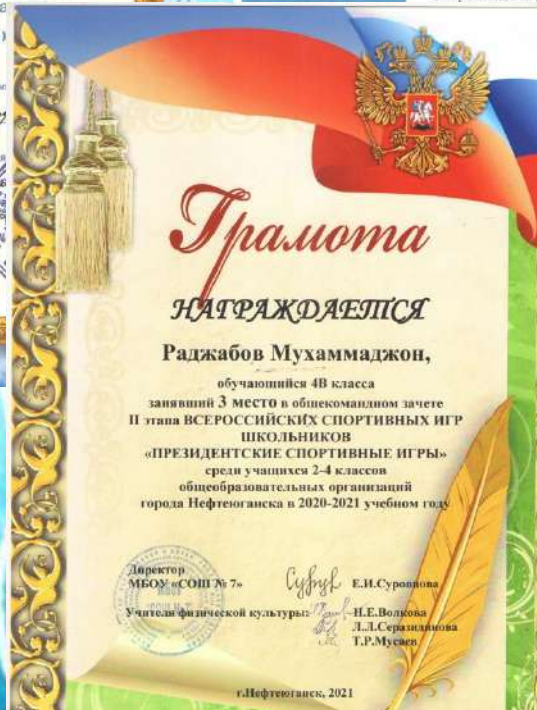 Грамота
НАГРАЖДАЕТСЯ
Раджабов Мухаммаджон,
обучающийся 4В класса
занявший 3 место в общекомандном зачете
II этапа ВСЕРОССИЙСКИХ СПОРТИВНЫХ ИГР
ШКОЛЬНИКОВ
«ПРЕЗИДЕНТСКИЕ СПОРТИВНЫЕ ИГРЫ»
среди учащихся 2-4 классов
общеобразовательных организаций
города Нефтеюганска в 2020-2021 учебном году
Директор
МБОУ «СОШ № 7» Е.И.Суровцова
Учителя физической культуры: Н.Е.Волкова
Л.Л.Серазидинова
Т.Р.Мусаев
г.Нефтеюганск, 2021